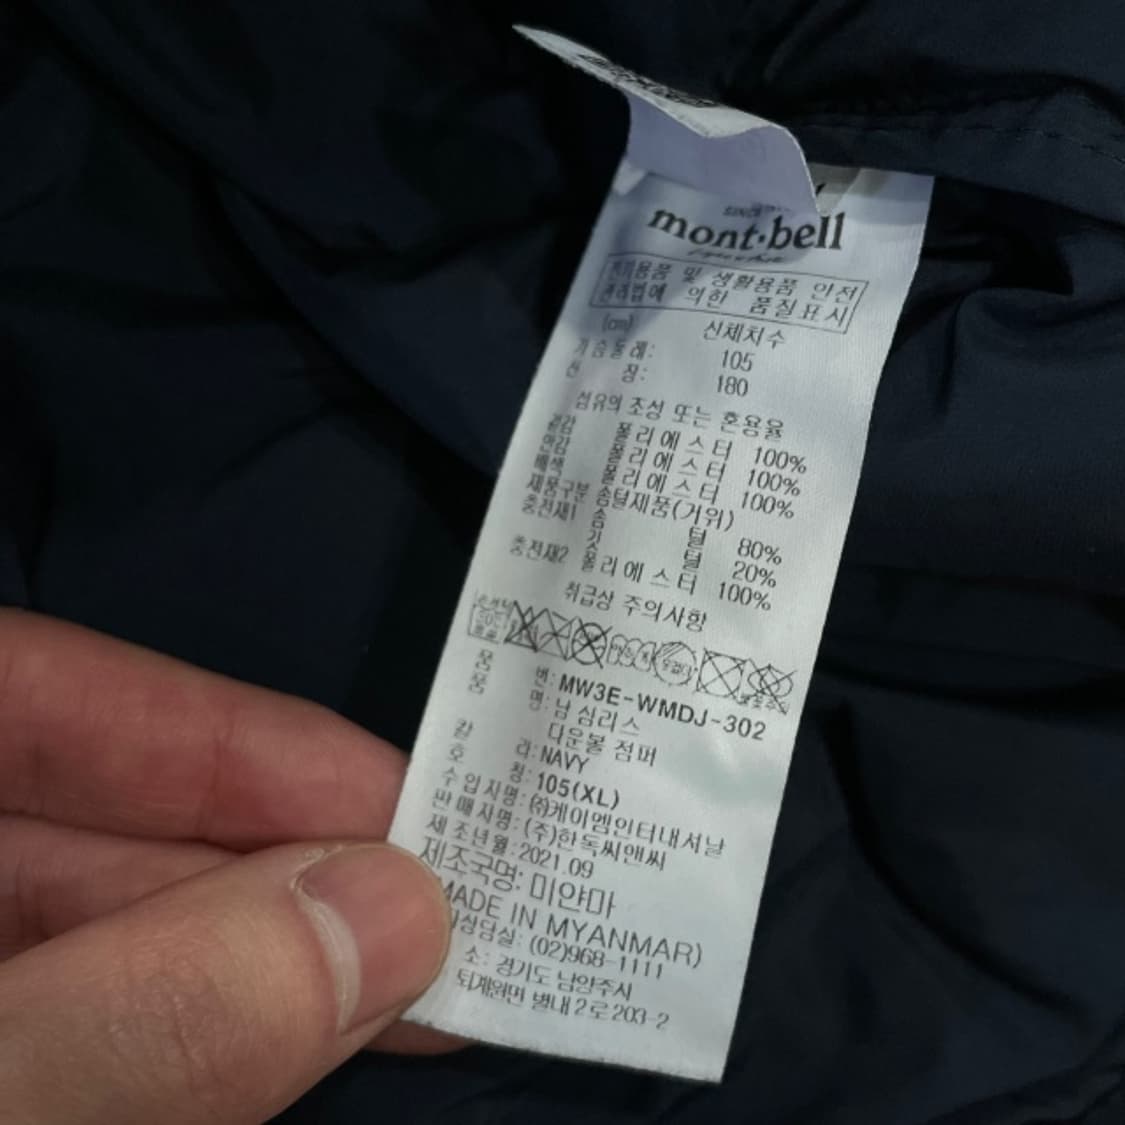 SINCE
mont·bell
전기용품 및 생활용품 안전
관리법에 의한 품질표시
(cm) 신체치수
가슴둘레: 105
신 장: 180
섬유의 조성 또는 혼용율
겉감 폴리에스터 100%
안감 폴리에스터 100%
배색 폴리에스터 100%
제품구분 솜털제품(거위)
충전재1 솜 털 80%
깃 털 20%
충전재2 폴리에스터 100%
취급상 주의사항
품 번: MW3E-WMDJ-302
품 명: 남 심리스
다운볼 점퍼
칼 라: NAVY
호 칭: 105(XL)
수입자명: ㈜케이엠인터내셔날
판매자명: (주)한독씨앤씨
제조년월: 2021.09
제조국명: 미얀마
MADE IN MYANMAR)
상담실: (02)968-1111
소: 경기도 남양주시
퇴계원면 별내2로 203-2